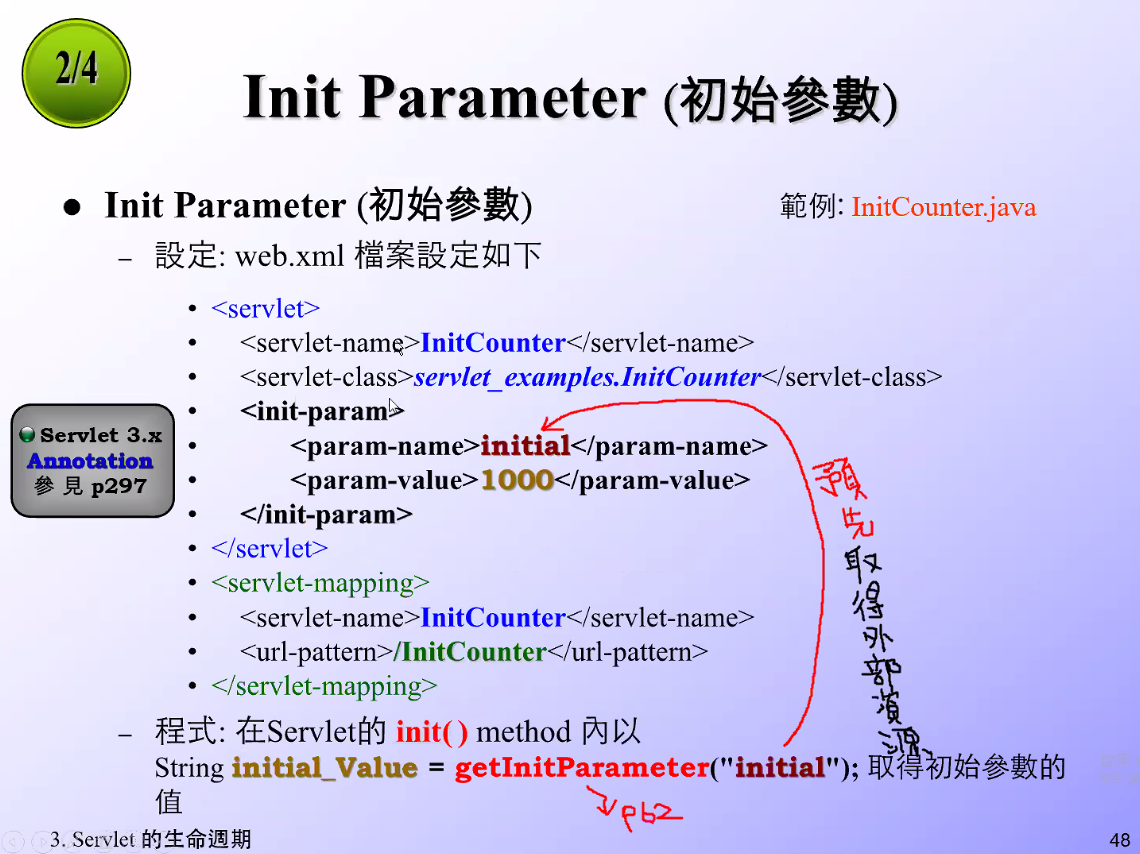 2/4
Init Parameter (初始參數)
● Init Parameter (初始參數)
範例: InitCounter.java
– 設定: web.xml 檔案設定如下
• <servlet>
• <servlet-name>InitCounter</servlet-name>
• <servlet-class>servlet_examples.InitCounter</servlet-class>
• <init-param>
• <param-name>initial</param-name>
• <param-value>1000</param-value>
• </init-param>
• </servlet>
• <servlet-mapping>
• <servlet-name>InitCounter</servlet-name>
• <url-pattern>/InitCounter</url-pattern>
• </servlet-mapping>
Servlet 3.x
Annotation
參 見 p297
預
先
取
得
外
部
資
源
– 程式: 在Servlet的 init( ) method 內以
String initial_Value = getInitParameter("initial"); 取得初始參數的
值
p62
3. Servlet 的生命週期
48